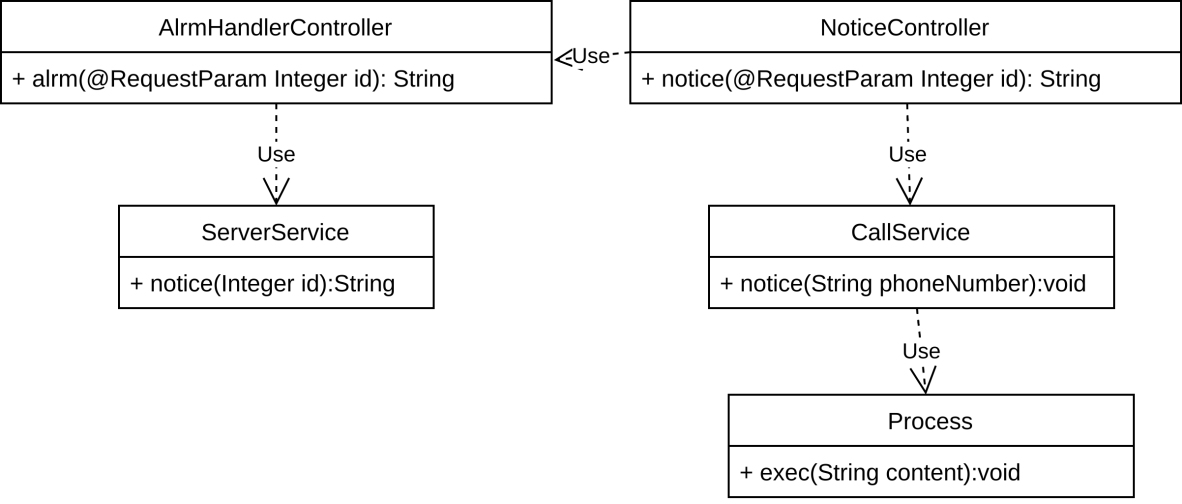 AlrmHandlerController
+ alrm(@RequestParam Integer id): String
Use
NoticeController
+ notice(@RequestParam Integer id): String
Use
Use
ServerService
+ notice(Integer id):String
CallService
+ notice(String phoneNumber):void
Use
Process
+ exec(String content):void